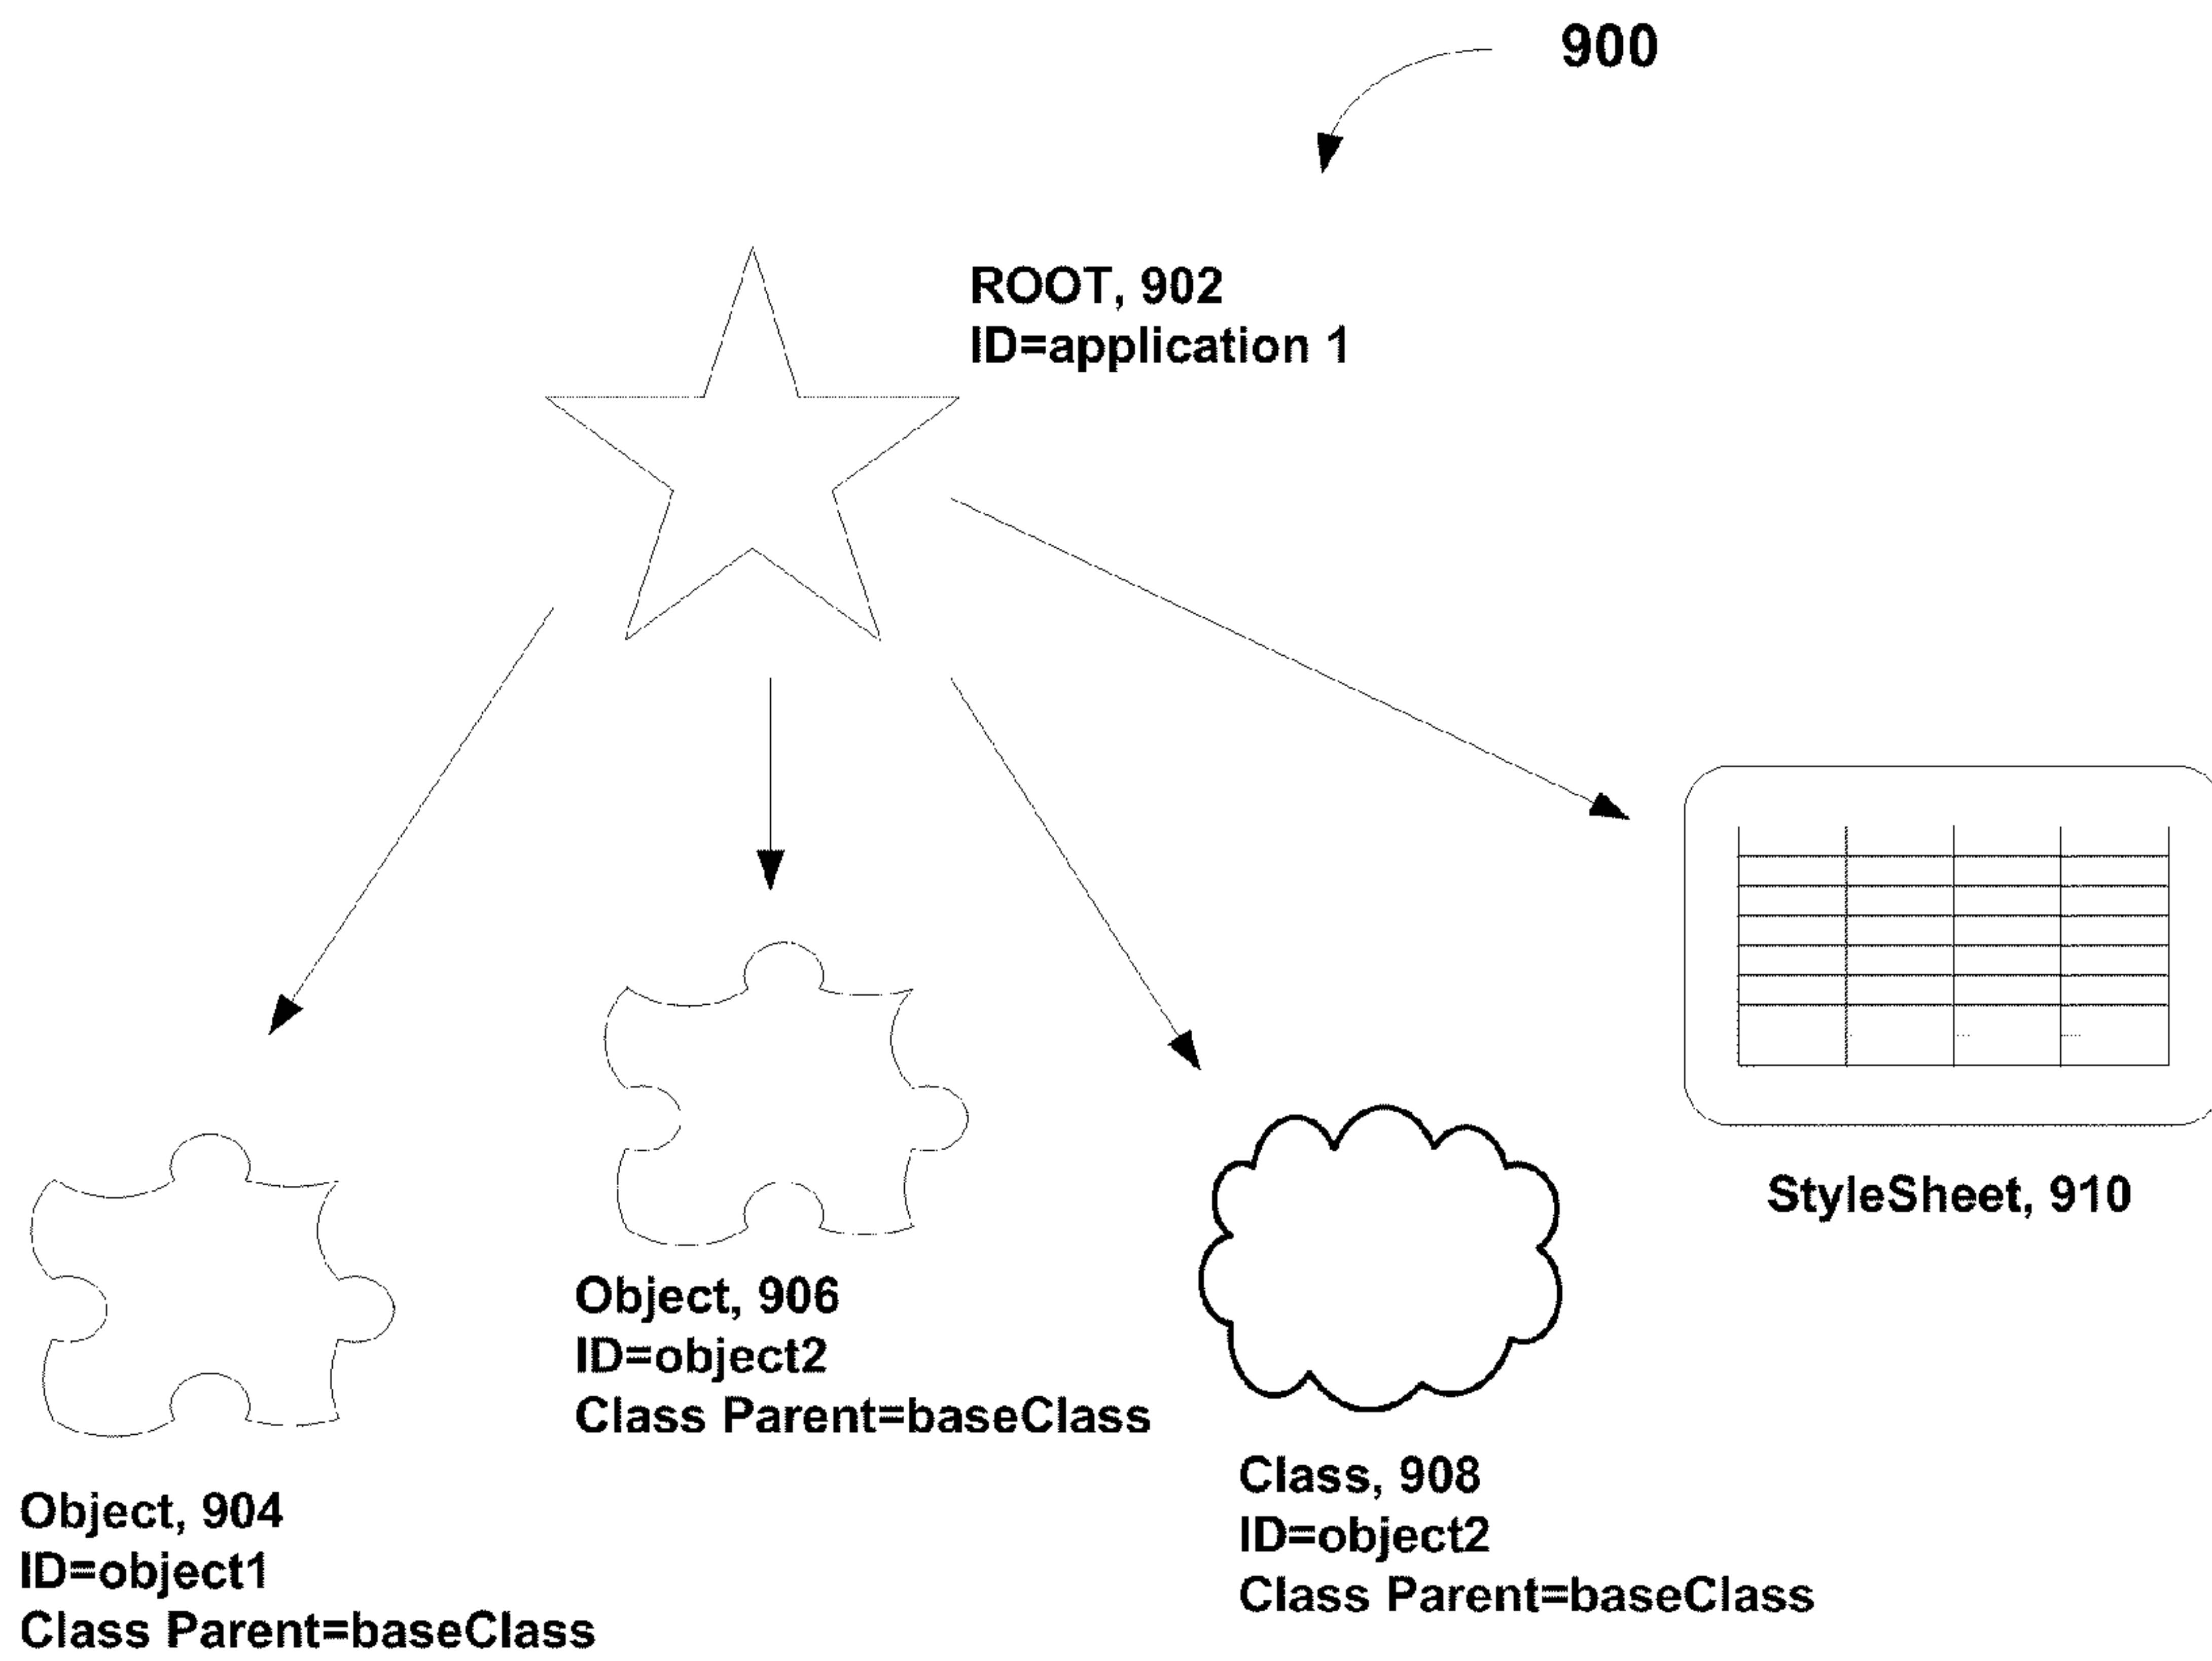 900
ROOT, 902
ID=application 1
StyleSheet, 910
Object, 906
ID=object2
Class Parent=baseClass
Class, 908
ID=object2
Class Parent=baseClass
Object, 904
ID=object1
Class Parent=baseClass